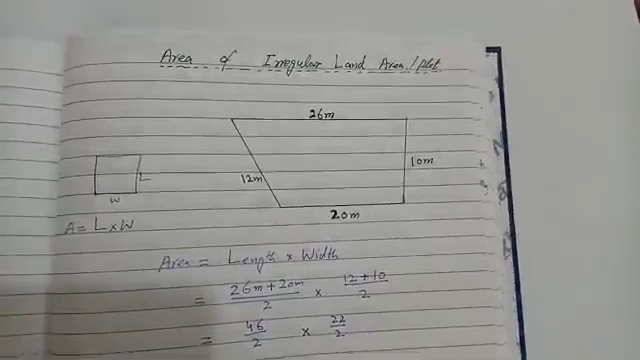 Area of Irregular Land Area/Plot
26m
10m
12m
20m
L
W
A = L x W
Area = Length x Width
= 26m+20m/2 x 12+10/2
= 46/2 x 22/2